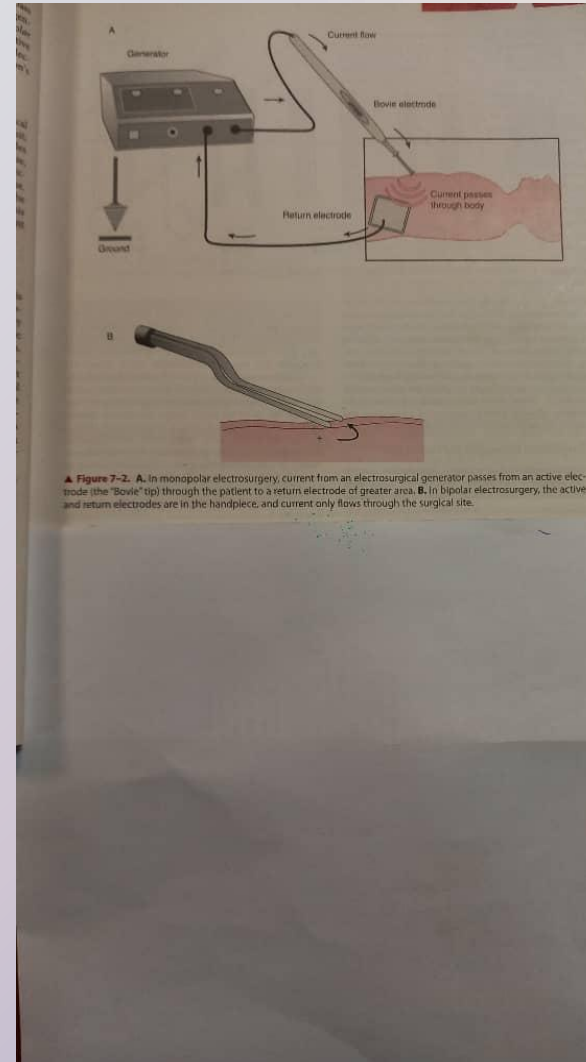 A
Current flow
Generator
Bovie electrode
Current passes
through body
Return electrode
Ground
B
▲ Figure 7–2. A. In monopolar electrosurgery, current from an electrosurgical generator passes from an active elec-
trode (the "Bovie" tip) through the patient to a return electrode of greater area. B. In bipolar electrosurgery, the active
and return electrodes are in the handpiece, and current only flows through the surgical site.